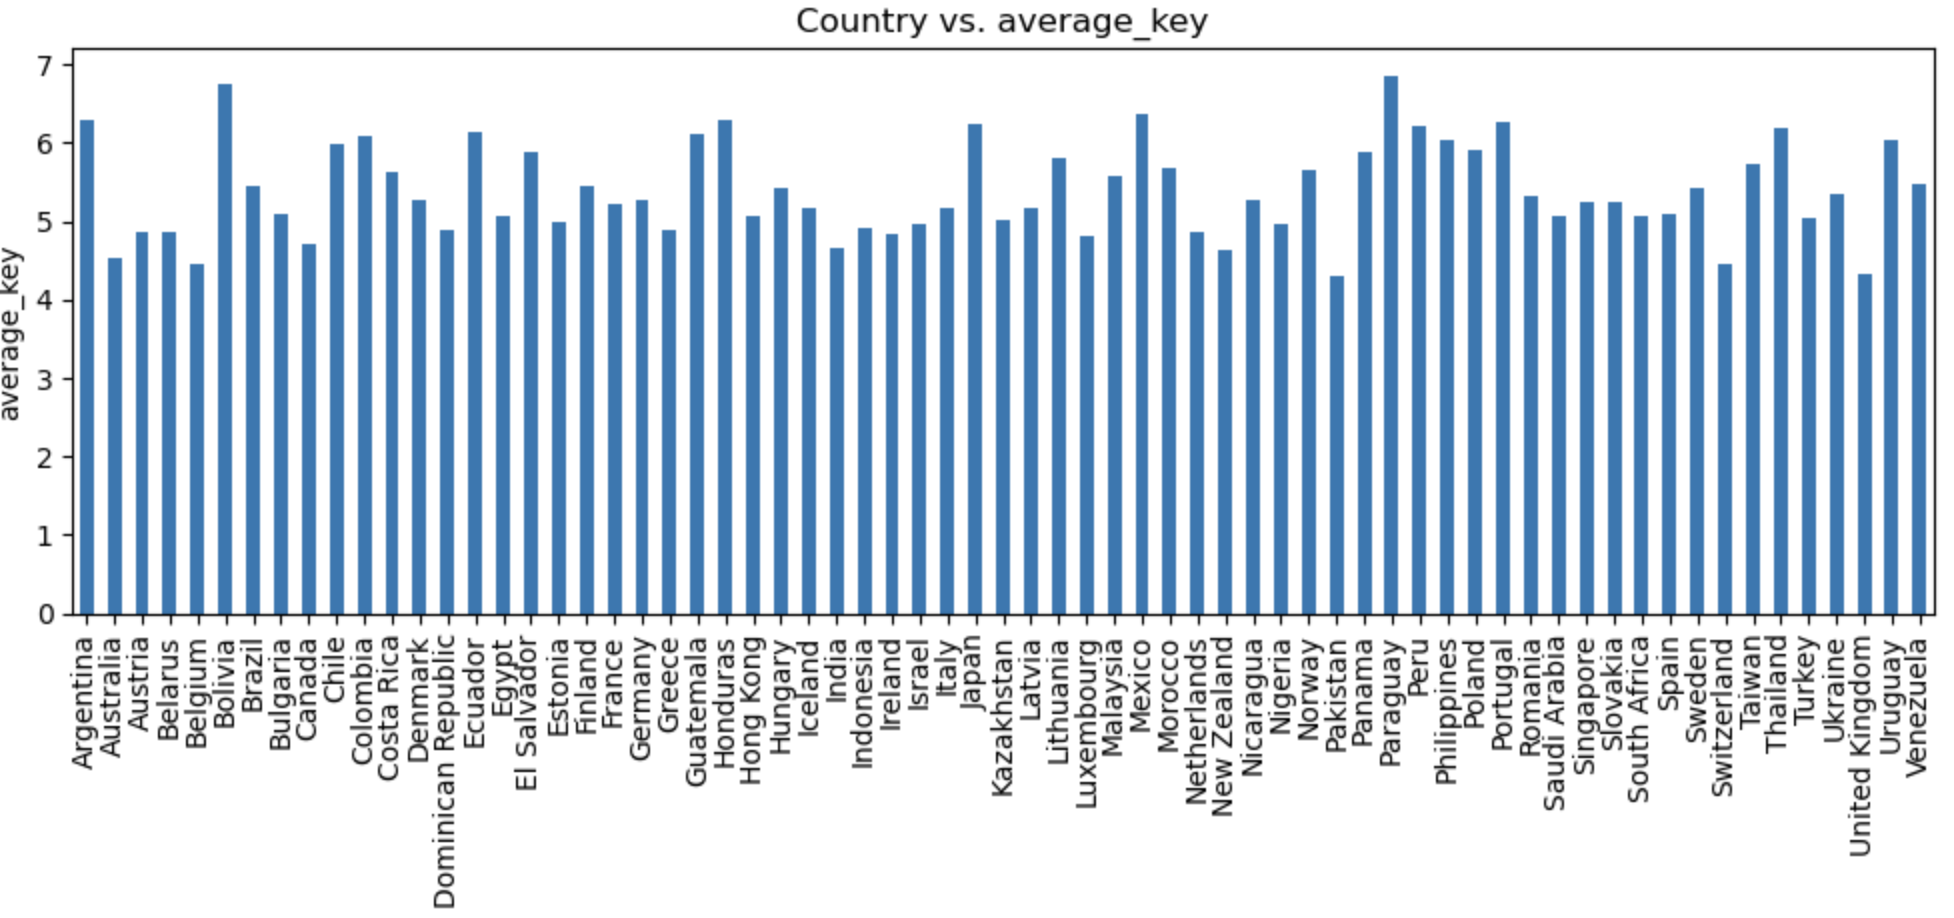 Country vs. average_key
average_key
7
6
5
4
3
2
1
0
Argentina
Australia
Austria
Belarus
Belgium
Bolivia
Brazil
Bulgaria
Canada
Chile
Colombia
Costa Rica
Denmark
Dominican Republic
Ecuador
Egypt
El Salvador
Estonia
Finland
France
Germany
Greece
Guatemala
Honduras
Hong Kong
Hungary
Iceland
India
Indonesia
Ireland
Israel
Italy
Japan
Kazakhstan
Latvia
Lithuania
Luxembourg
Malaysia
Mexico
Morocco
Netherlands
New Zealand
Nicaragua
Nigeria
Norway
Pakistan
Panama
Paraguay
Peru
Philippines
Poland
Portugal
Romania
Saudi Arabia
Singapore
Slovakia
South Africa
Spain
Sweden
Switzerland
Taiwan
Thailand
Turkey
Ukraine
United Kingdom
Uruguay
Venezuela